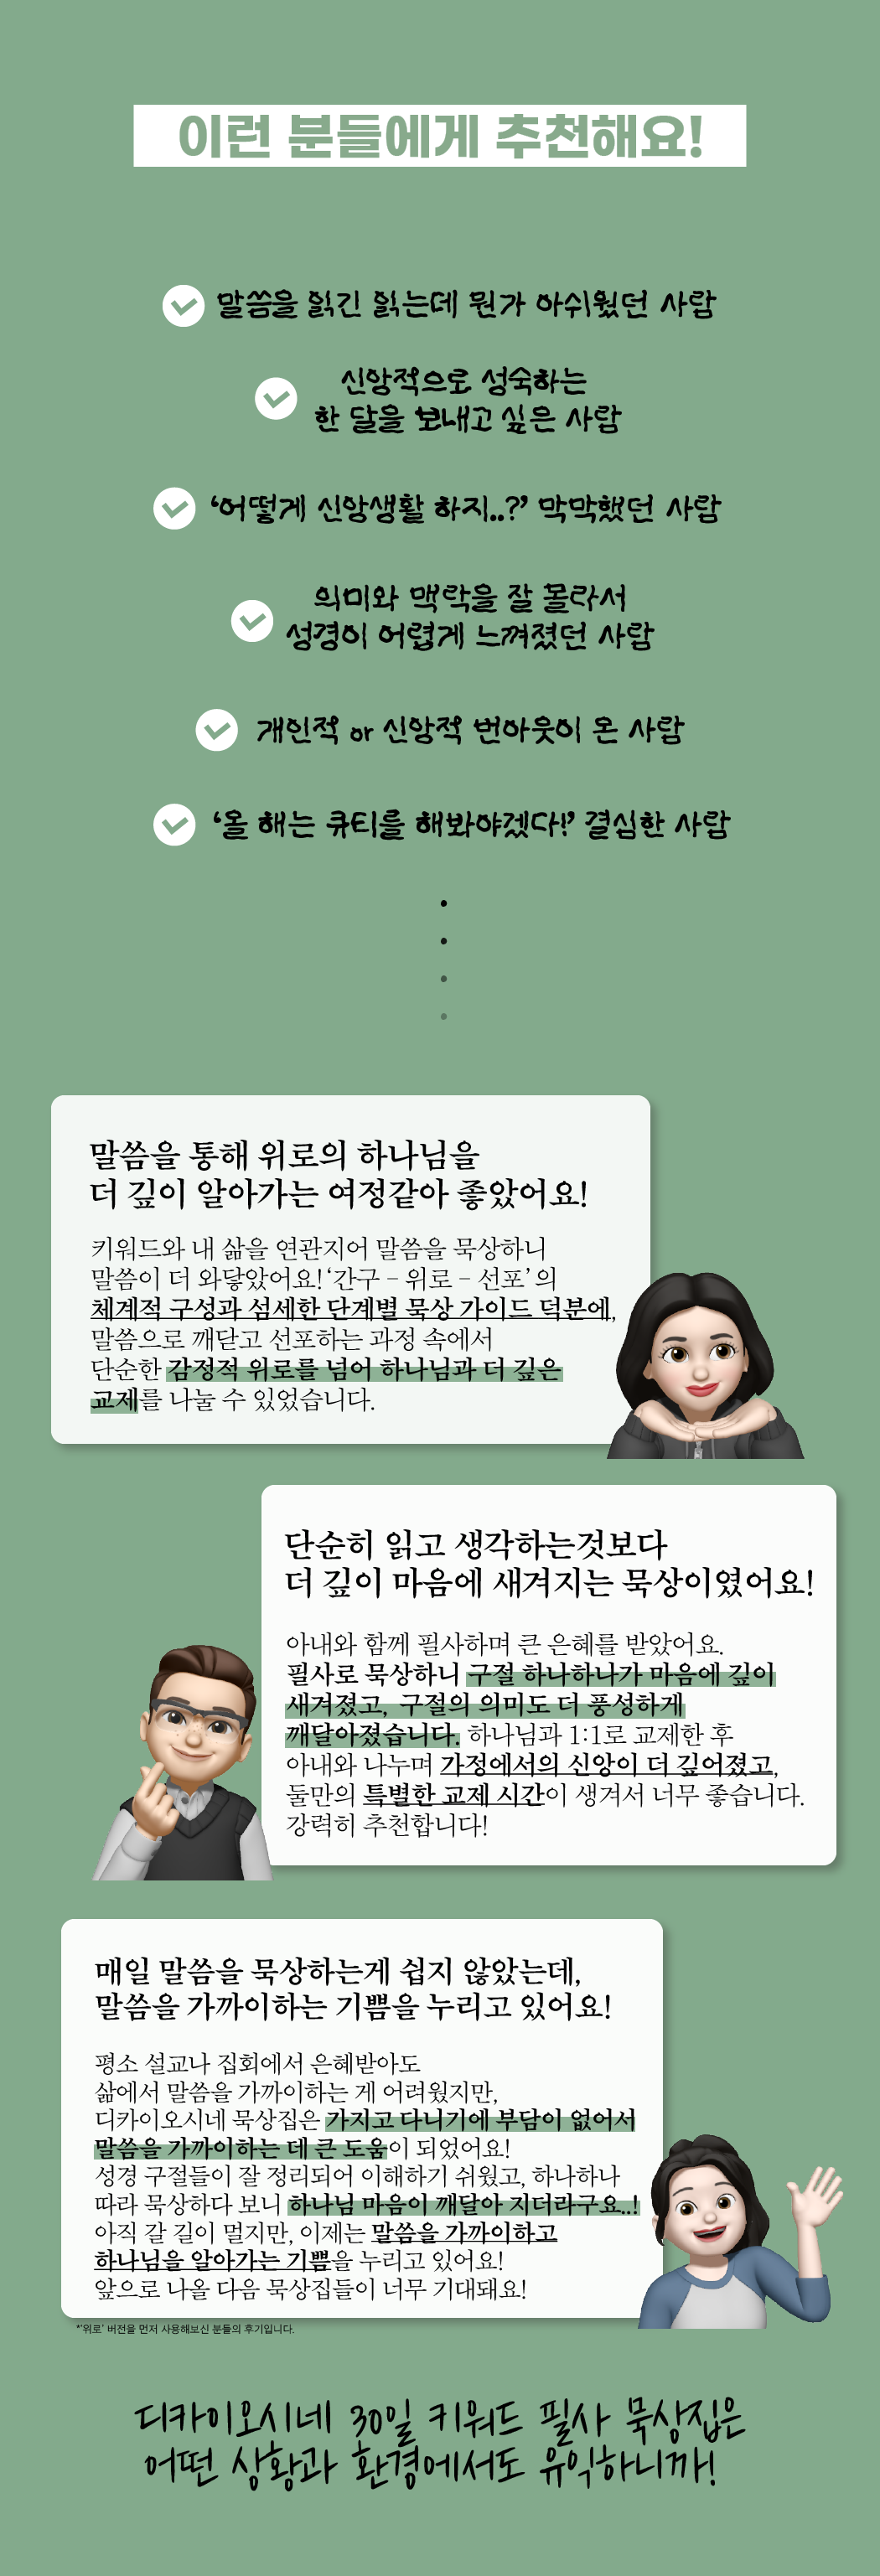 이런 분들에게 추천해요!
말씀을 읽긴 읽는데 뭔가 아쉬웠던 사람
신앙적으로 성숙하는
한 달을 보내고 싶은 사람
‘어떻게 신앙생활 하지..?’ 막막했던 사람
의미와 맥락을 잘 몰라서
성경이 어렵게 느껴졌던 사람
개인적 or 신앙적 번아웃이 온 사람
‘올 해는 큐티를 해봐야겠다!’ 결심한 사람
말씀을 통해 위로의 하나님을
더 깊이 알아가는 여정같아 좋았어요!
키워드와 내 삶을 연관지어 말씀을 묵상하니
말씀이 더 와닿았어요! ‘간구 – 위로 – 선포’ 의
체계적 구성과 섬세한 단계별 묵상 가이드 덕분에,
말씀으로 깨닫고 선포하는 과정 속에서
단순한 감정적 위로를 넘어 하나님과 더 깊은
교제를 나눌 수 있었습니다.
단순히 읽고 생각하는것보다
더 깊이 마음에 새겨지는 묵상이였어요!
아내와 함께 필사하며 큰 은혜를 받았어요.
필사로 묵상하니 구절 하나하나가 마음에 깊이
새겨졌고, 구절의 의미도 더 풍성하게
깨달아졌습니다. 하나님과 1:1로 교제한 후
아내와 나누며 가정에서의 신앙이 더 깊어졌고,
둘만의 특별한 교제 시간이 생겨서 너무 좋습니다.
강력히 추천합니다!
매일 말씀을 묵상하는게 쉽지 않았는데,
말씀을 가까이하는 기쁨을 누리고 있어요!
평소 설교나 집회에서 은혜받아도
삶에서 말씀을 가까이하는 게 어려웠지만,
디카이오시네 묵상집은 가지고 다니기에 부담이 없어서
말씀을 가까이하는 데 큰 도움이 되었어요!
성경 구절들이 잘 정리되어 이해하기 쉬웠고, 하나하나
따라 묵상하다 보니 하나님 마음이 깨달아 지더라구요..!
아직 갈 길이 멀지만, 이제는 말씀을 가까이하고
하나님을 알아가는 기쁨을 누리고 있어요!
앞으로 나올 다음 묵상집들이 너무 기대돼요!
*‘위로’ 버전을 먼저 사용해보신 분들의 후기입니다.
디카이오시네 30일 키워드 필사 묵상집은
어떤 상황과 환경에서도 유익하니까!